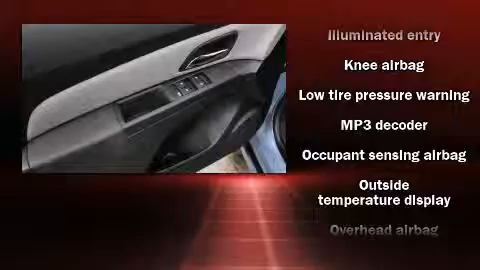 Illuminated entry
Knee airbag
Low tire pressure warning
MP3 decoder
Occupant sensing airbag
Outside
temperature display
Overhead airbag